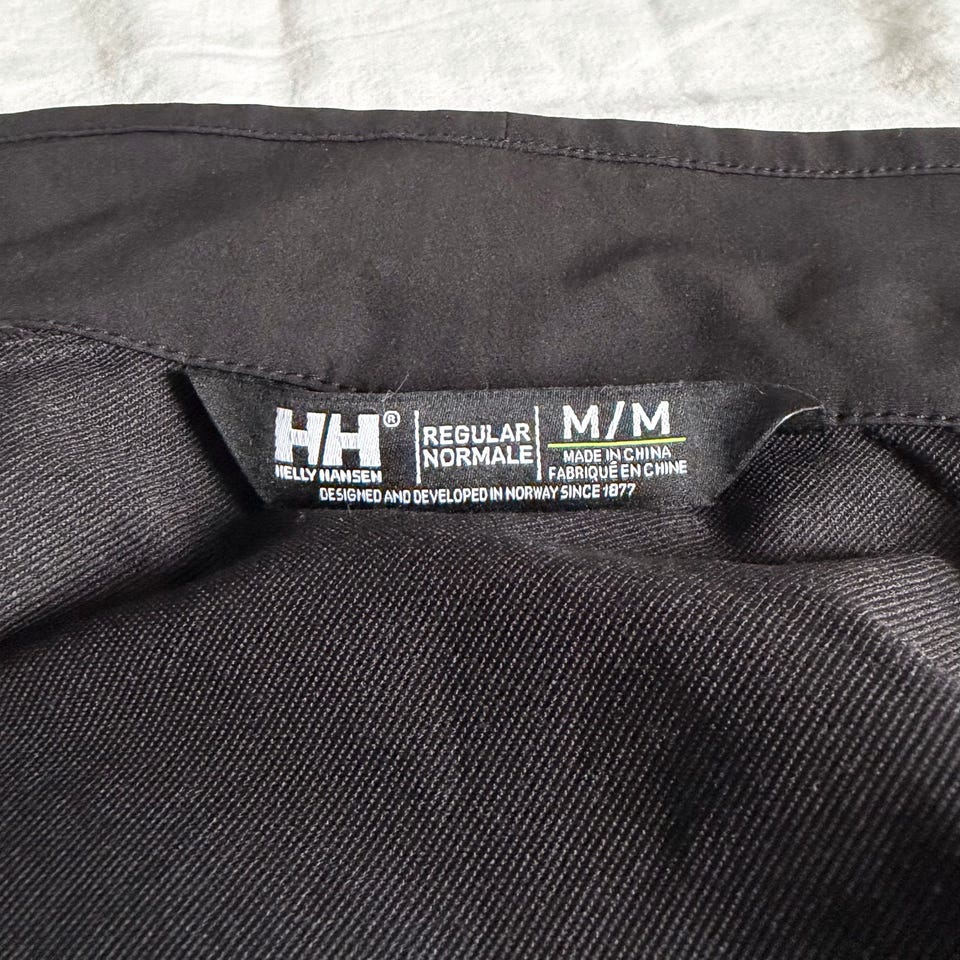 HH®
HELLY HANSEN
REGULAR
NORMALE
M/M
MADE IN CHINA
FABRIQUÉ EN CHINE
DESIGNED AND DEVELOPED IN NORWAY SINCE 1877